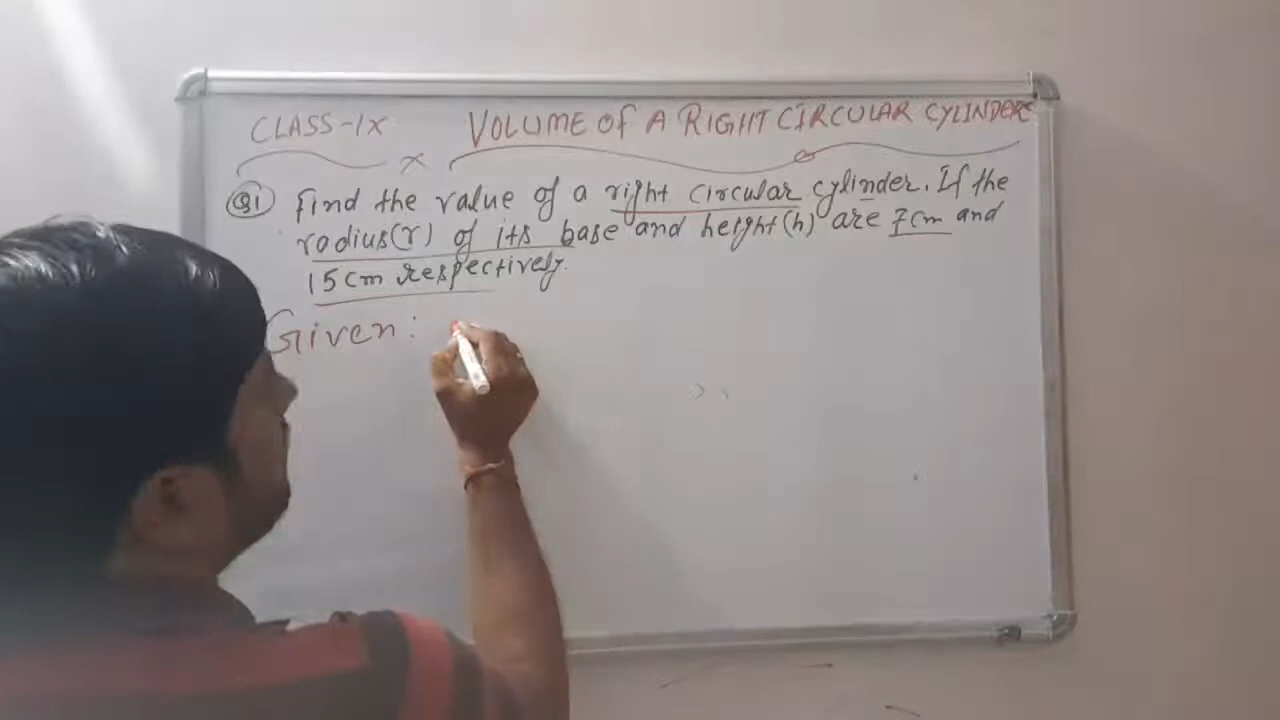 CLASS-IX VOLUME OF A RIGHT CIRCULAR CYLINDER
Q1 Find the value of a right circular cylinder. If the
radius(r) of its base and height(h) are 7cm and
15cm respectively.
Given: